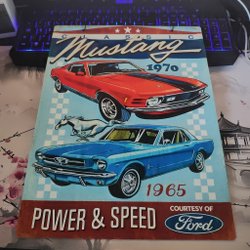 CLASSIC
Mustang
1970
1965
POWER & SPEED
COURTESY OF
Ford